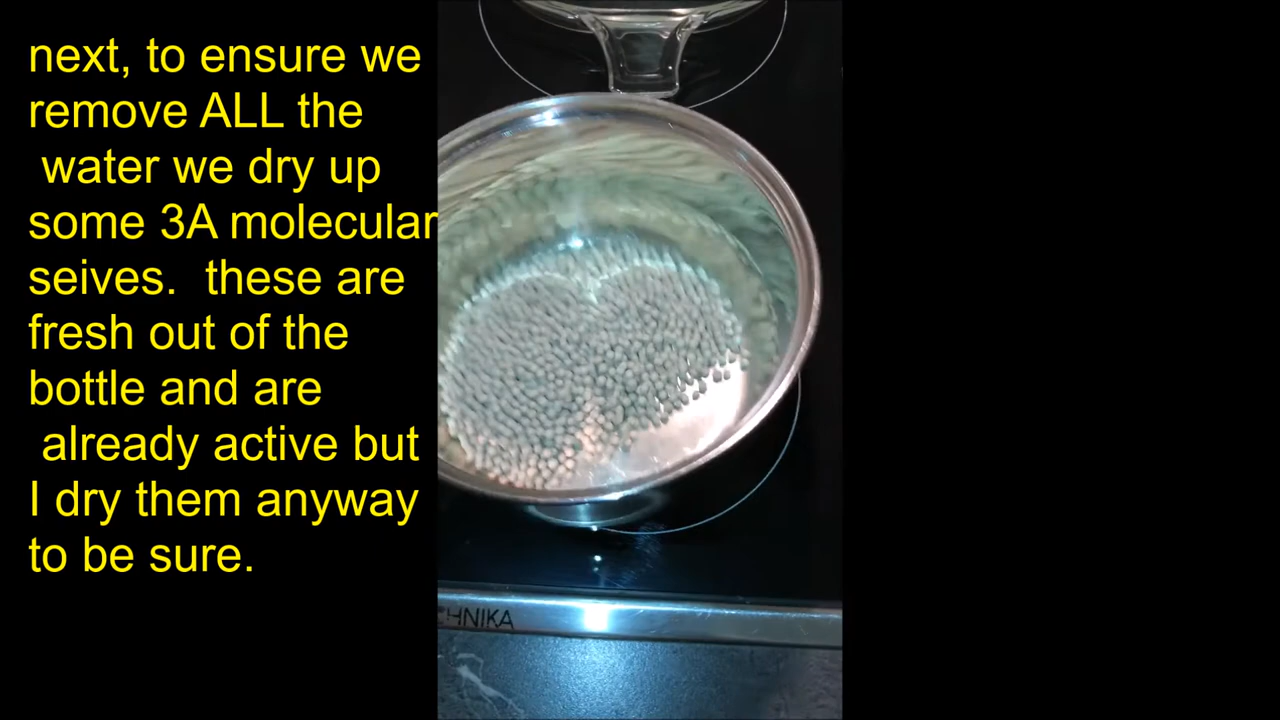 next, to ensure we
remove ALL the
water we dry up
some 3A molecular
seives.  these are
fresh out of the
bottle and are
already active but
I dry them anyway
to be sure.
CHNIKA